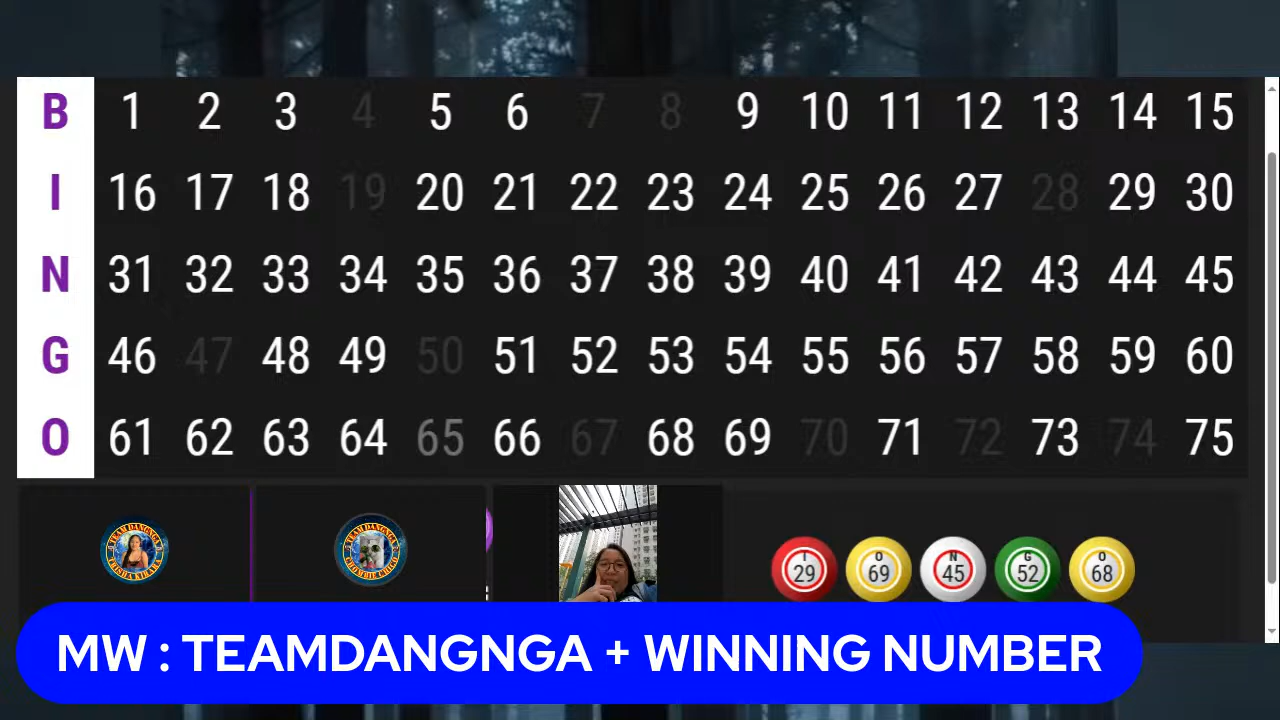 B 1 2 3 4 5 6 7 8 9 10 11 12 13 14 15
I 16 17 18 19 20 21 22 23 24 25 26 27 28 29 30
N 31 32 33 34 35 36 37 38 39 40 41 42 43 44 45
G 46 47 48 49 50 51 52 53 54 55 56 57 58 59 60
O 61 62 63 64 65 66 67 68 69 70 71 72 73 74 75
TEAM DANGNGA
TEAM DANGNGA
I O N G O
29 69 45 52 68
MW : TEAMDANGNGA + WINNING NUMBER